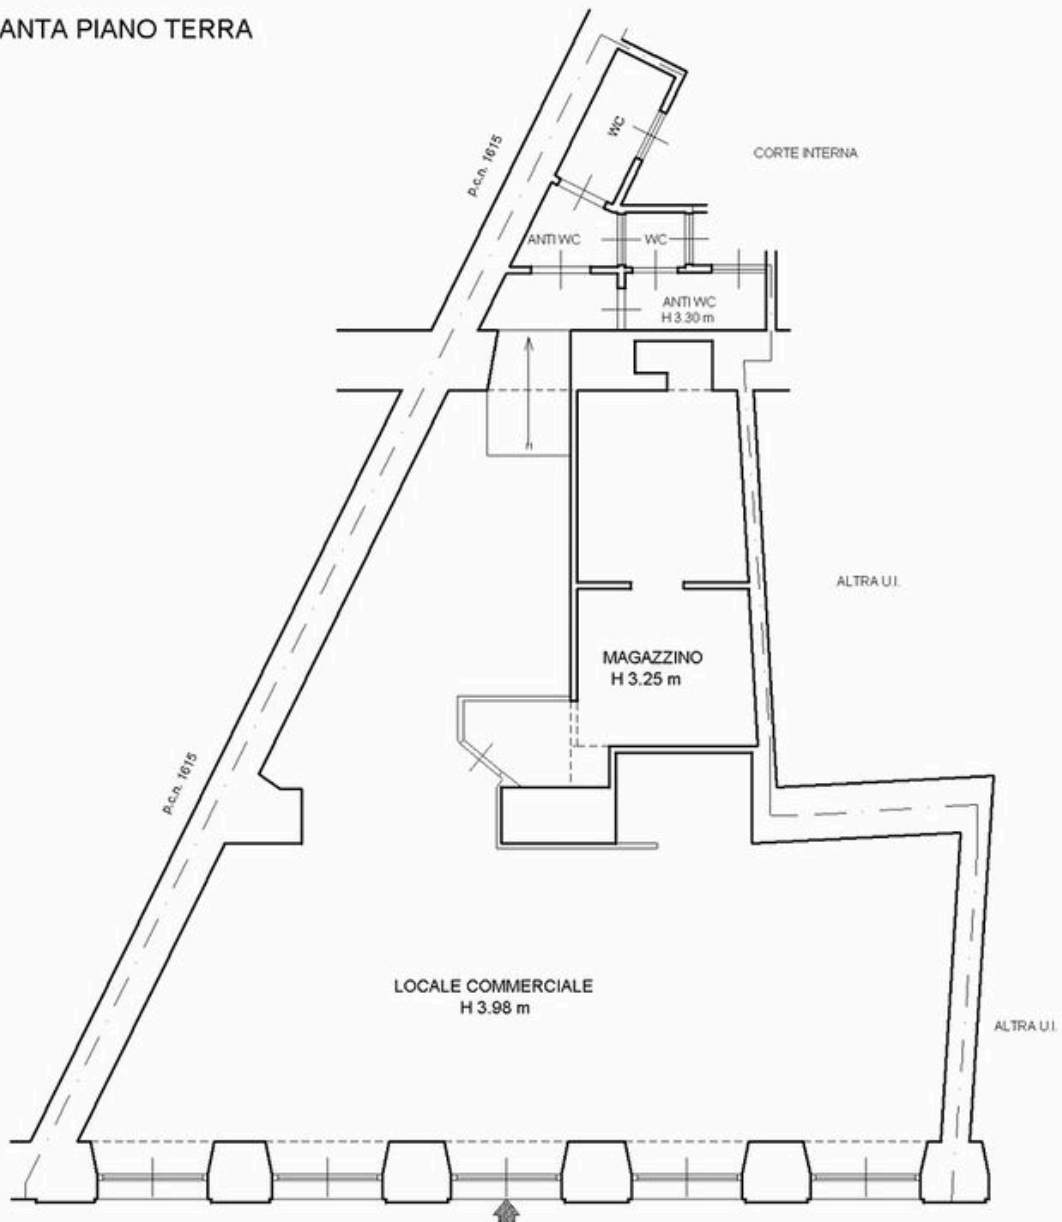 ANTA PIANO TERRA
p.c.n. 1615
WC
CORTE INTERNA
ANTI WC
WC
ANTI WC
H 3.30 m
ALTRA U.I.
MAGAZZINO
H 3.25 m
p.c.n. 1615
LOCALE COMMERCIALE
H 3.98 m
ALTRA U.I.